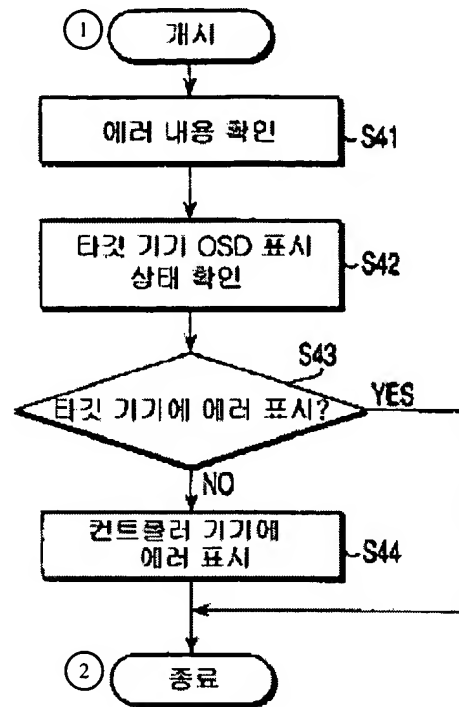 ① 개시
에러 내용 확인
S41
타깃 기기 OSD 표시
상태 확인
S42
S43
타깃 기기에 에러 표시?
YES
NO
컨트롤러 기기에
에러 표시
S44
② 종료